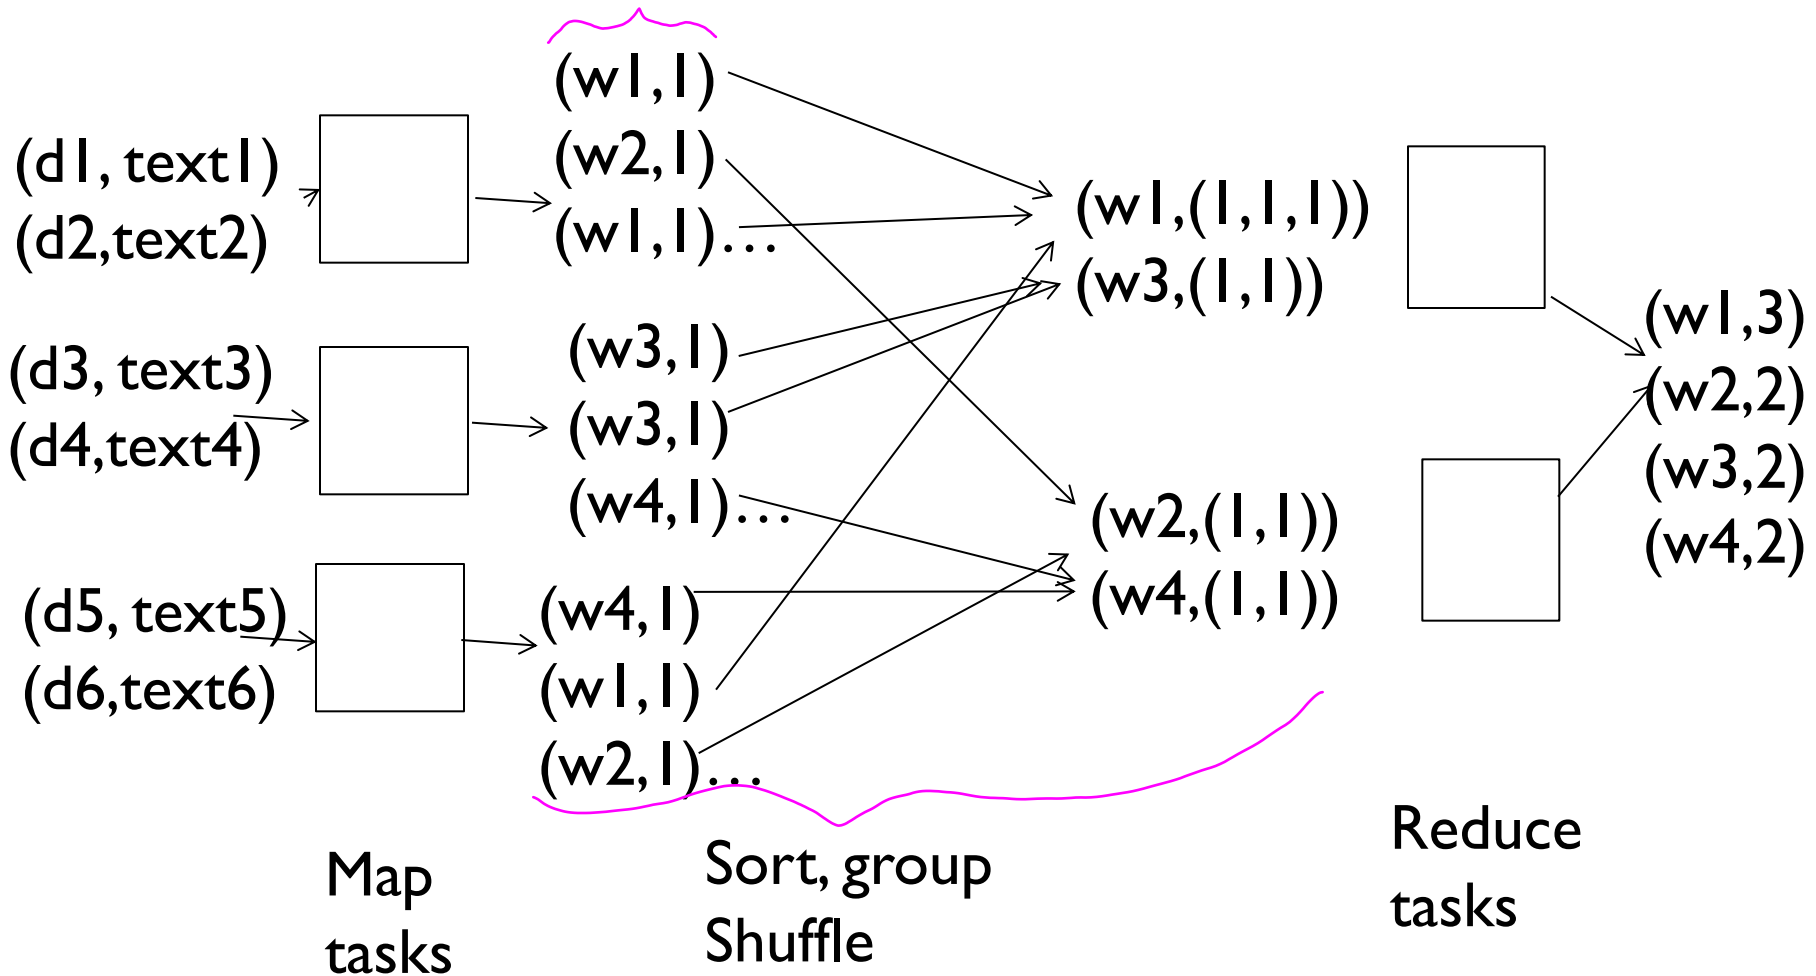 (d1, text1)
(d2,text2)
(d3, text3)
(d4,text4)
(d5, text5)
(d6,text6)
(w1,1)
(w2,1)
(w1,1)...
(w3,1)
(w3,1)
(w4,1)...
(w4,1)
(w1,1)
(w2,1)...
(w1,(1,1,1))
(w3,(1,1))
(w2,(1,1))
(w4,(1,1))
(w1,3)
(w2,2)
(w3,2)
(w4,2)
Map
tasks
Sort, group
Shuffle
Reduce
tasks